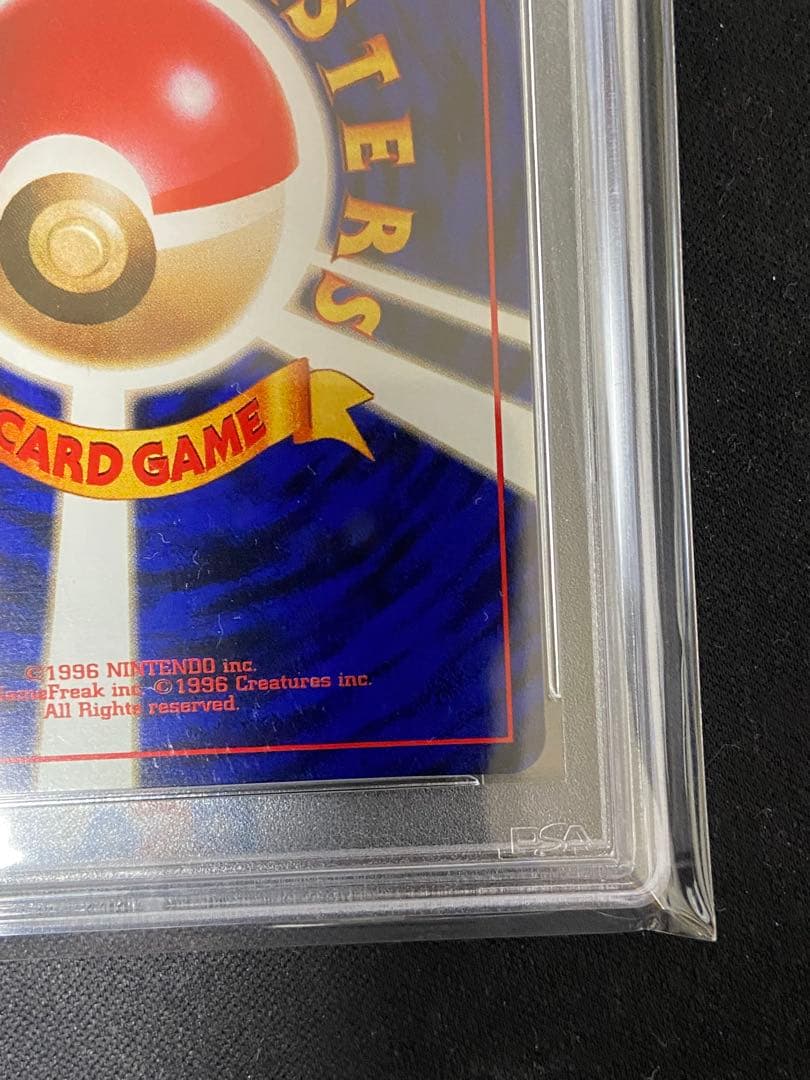 STERS
CARD GAME
©1996 NINTENDO inc.
GameFreak inc. ©1996 Creatures inc.
All Rights reserved.
PSA